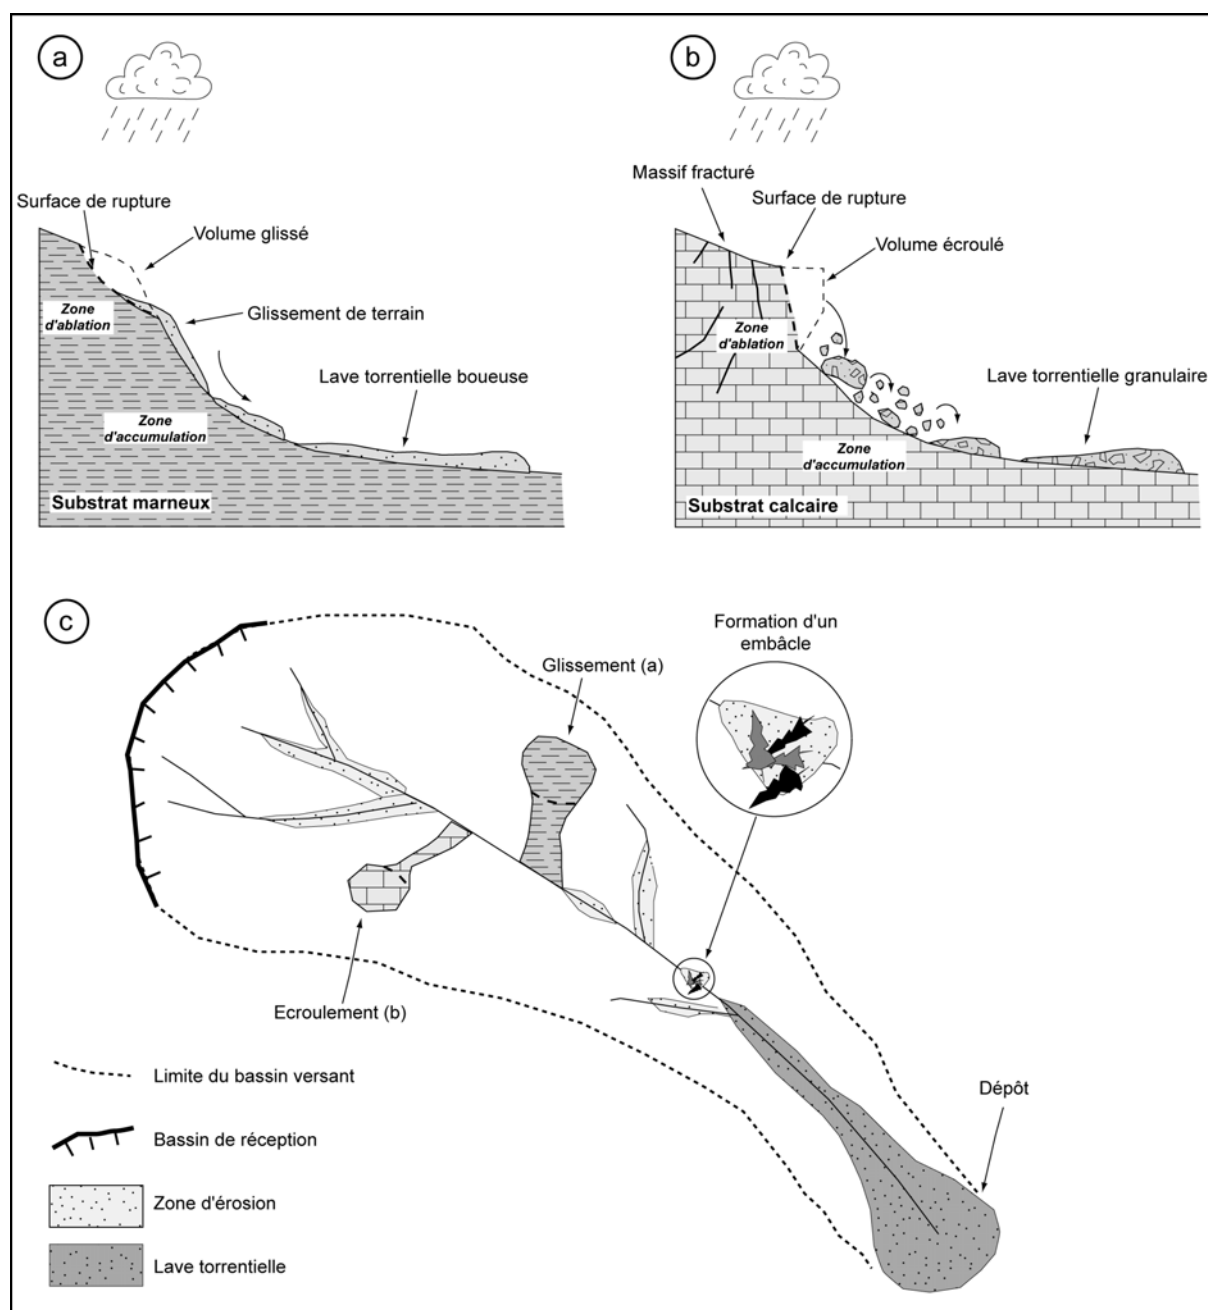 a
Surface de rupture
Volume glissé
Zone
d'ablation
Glissement de terrain
Lave torrentielle boueuse
Zone
d'accumulation
Substrat marneux
b
Massif fracturé
Surface de rupture
Volume écroulé
Zone
d'ablation
Lave torrentielle granulaire
Zone
d'accumulation
Substrat calcaire
c
Formation d'un
embâcle
Glissement (a)
Ecroulement (b)
Dépôt
Limite du bassin versant
Bassin de réception
Zone d'érosion
Lave torrentielle